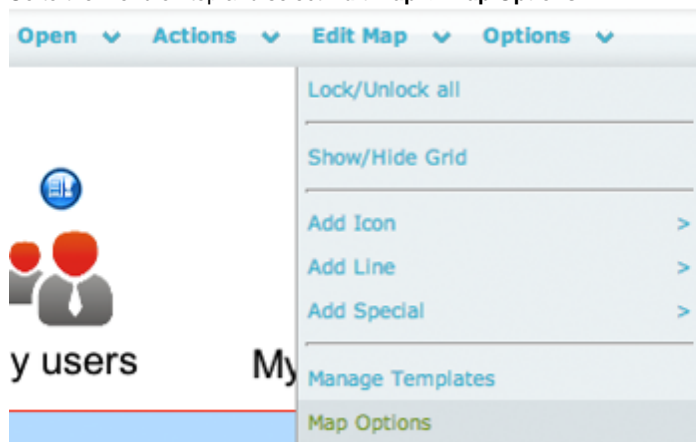 Open Actions Edit Map Options
Lock/Unlock all
Show/Hide Grid
Add Icon >
Add Line >
Add Special >
y users My
Manage Templates
Map Options